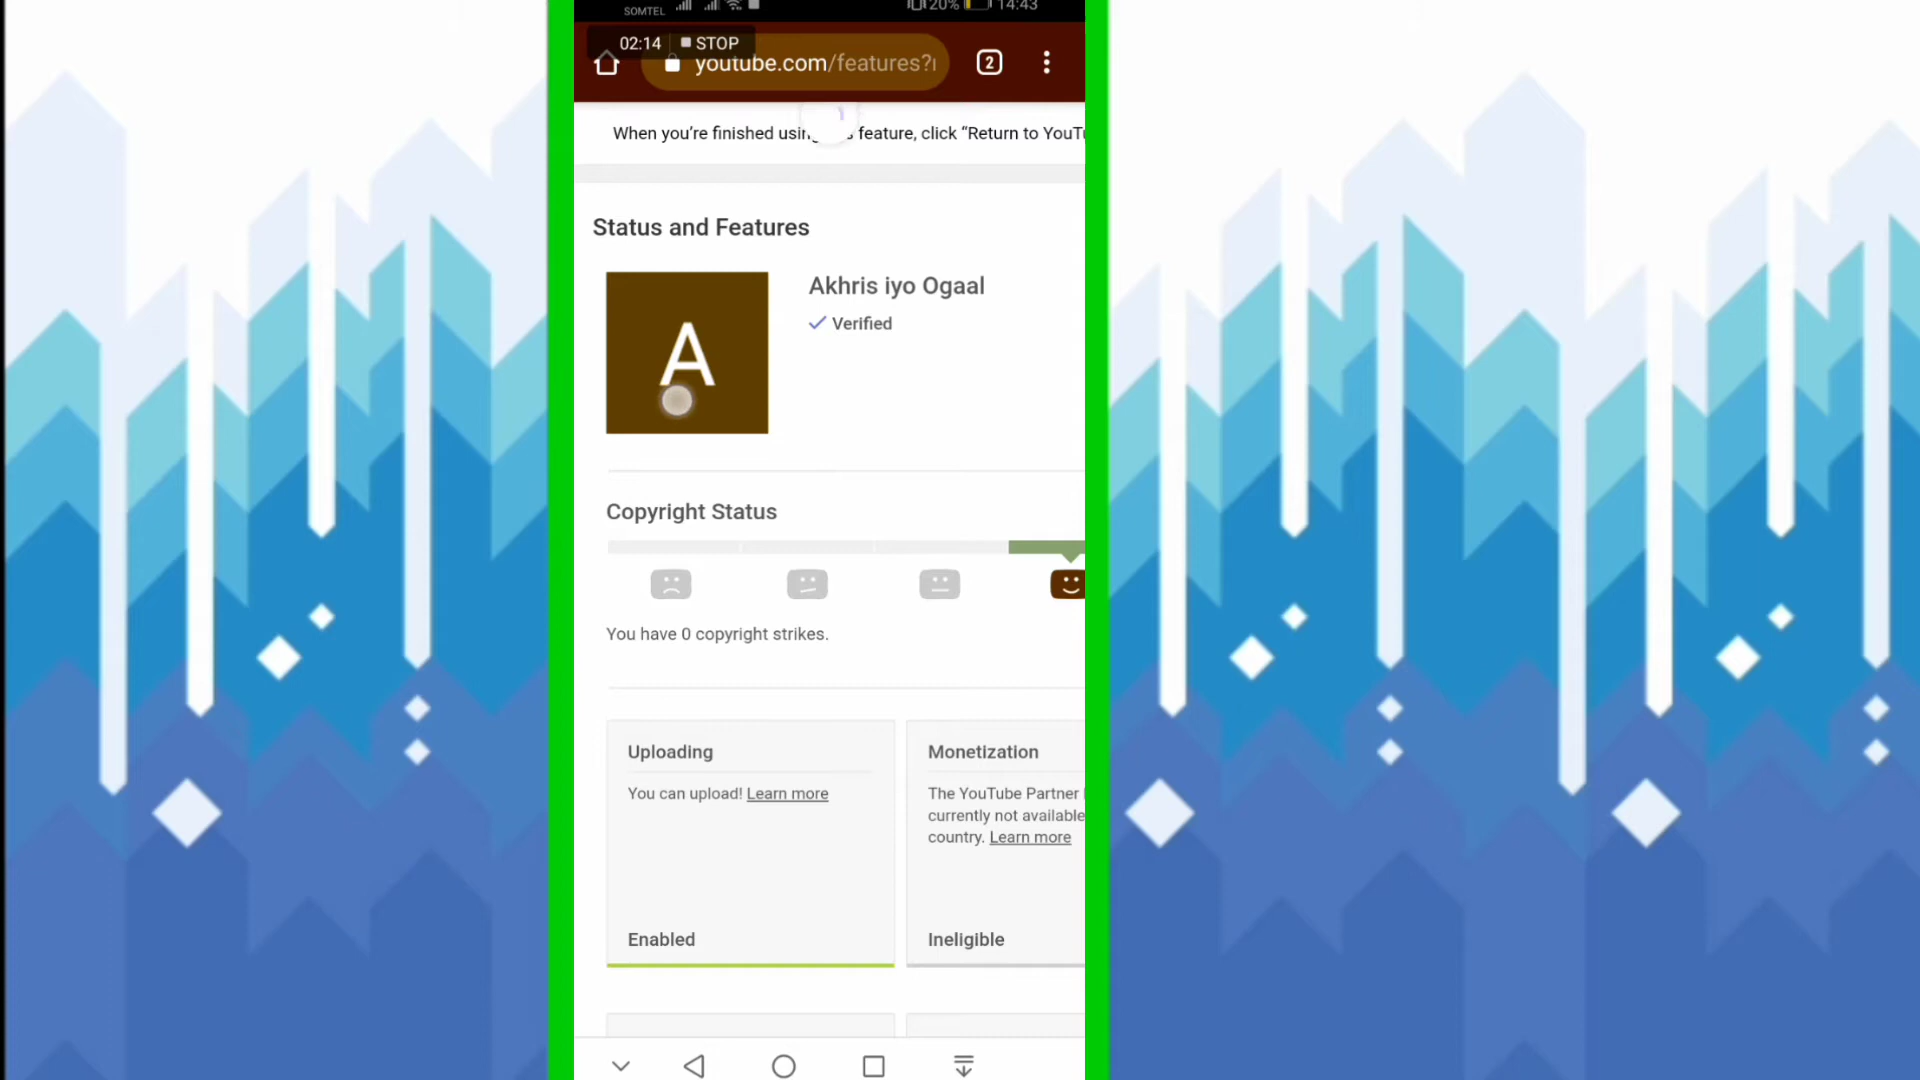 SOMTEL 20% 14:43
02:14 STOP
youtube.com/features?
2
When you're finished using feature, click “Return to YouTu
Status and Features
A
Akhris iyo Ogaal
Verified
Copyright Status
You have 0 copyright strikes.
Uploading
You can upload! Learn more
Enabled
Monetization
The YouTube Partner
currently not available
country. Learn more
Ineligible